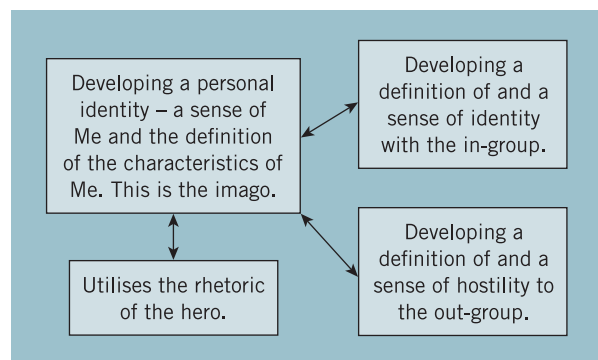 Developing a personal
identity – a sense of
Me and the definition
of the characteristics of
Me. This is the imago.
Developing a
definition of and a
sense of identity
with the in-group.
Utilises the rhetoric
of the hero.
Developing a
definition of and a
sense of hostility to
the out-group.